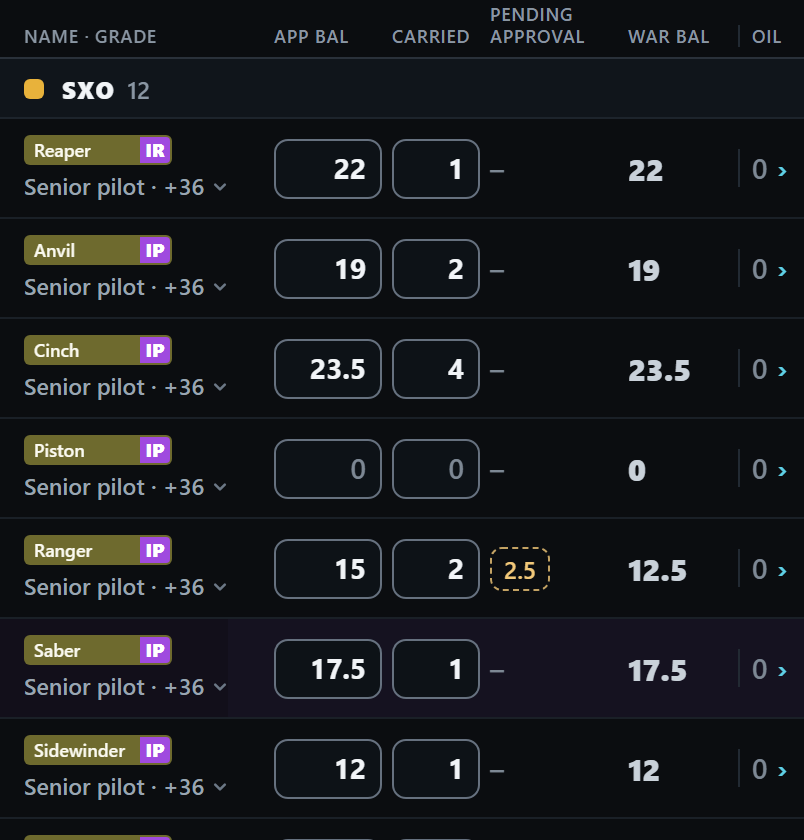 PENDING
NAME · GRADE APP BAL CARRIED APPROVAL WAR BAL OIL
SXO 12
Reaper IR
22 1 – 22 0 ›
Senior pilot · +36
Anvil IP
19 2 – 19 0 ›
Senior pilot · +36
Cinch IP
23.5 4 – 23.5 0 ›
Senior pilot · +36
Piston IP
0 0 – 0 0 ›
Senior pilot · +36
Ranger IP
15 2 2.5 12.5 0 ›
Senior pilot · +36
Saber IP
17.5 1 – 17.5 0 ›
Senior pilot · +36
Sidewinder IP
12 1 – 12 0 ›
Senior pilot · +36